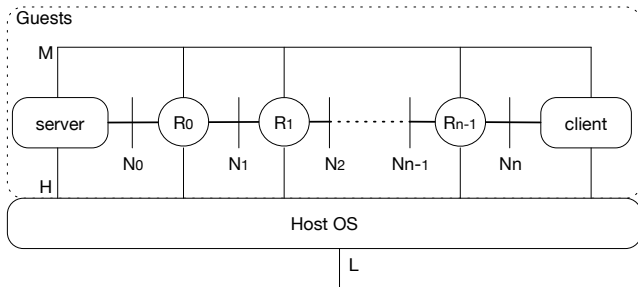 Guests
M
server
R0
R1
Rn-1
client
N0
N1
N2
Nn-1
Nn
H
Host OS
L